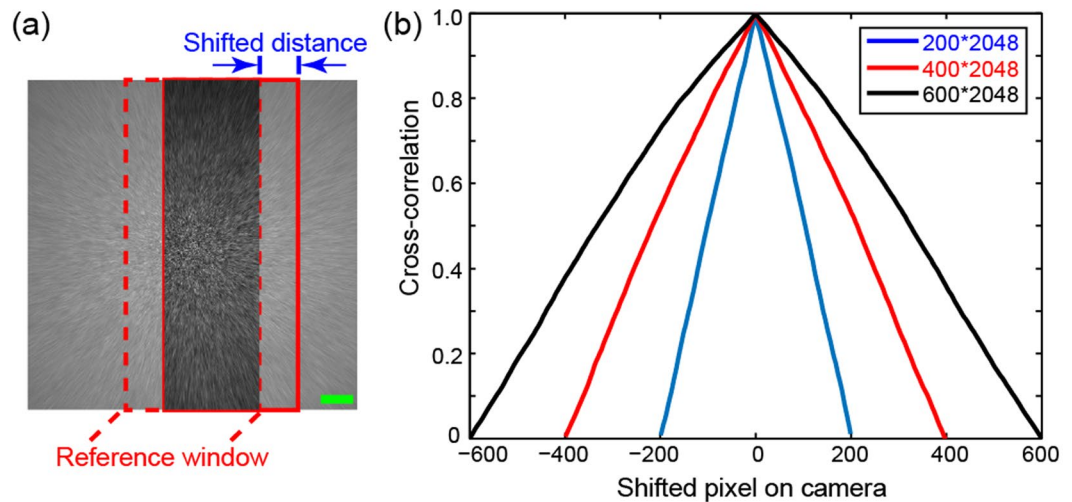 (a)
Shifted distance
Reference window
(b)
1.0
0.8
0.6
0.4
0.2
0
Cross-correlation
200*2048
400*2048
600*2048
−600 −400 −200 0 200 400 600
Shifted pixel on camera